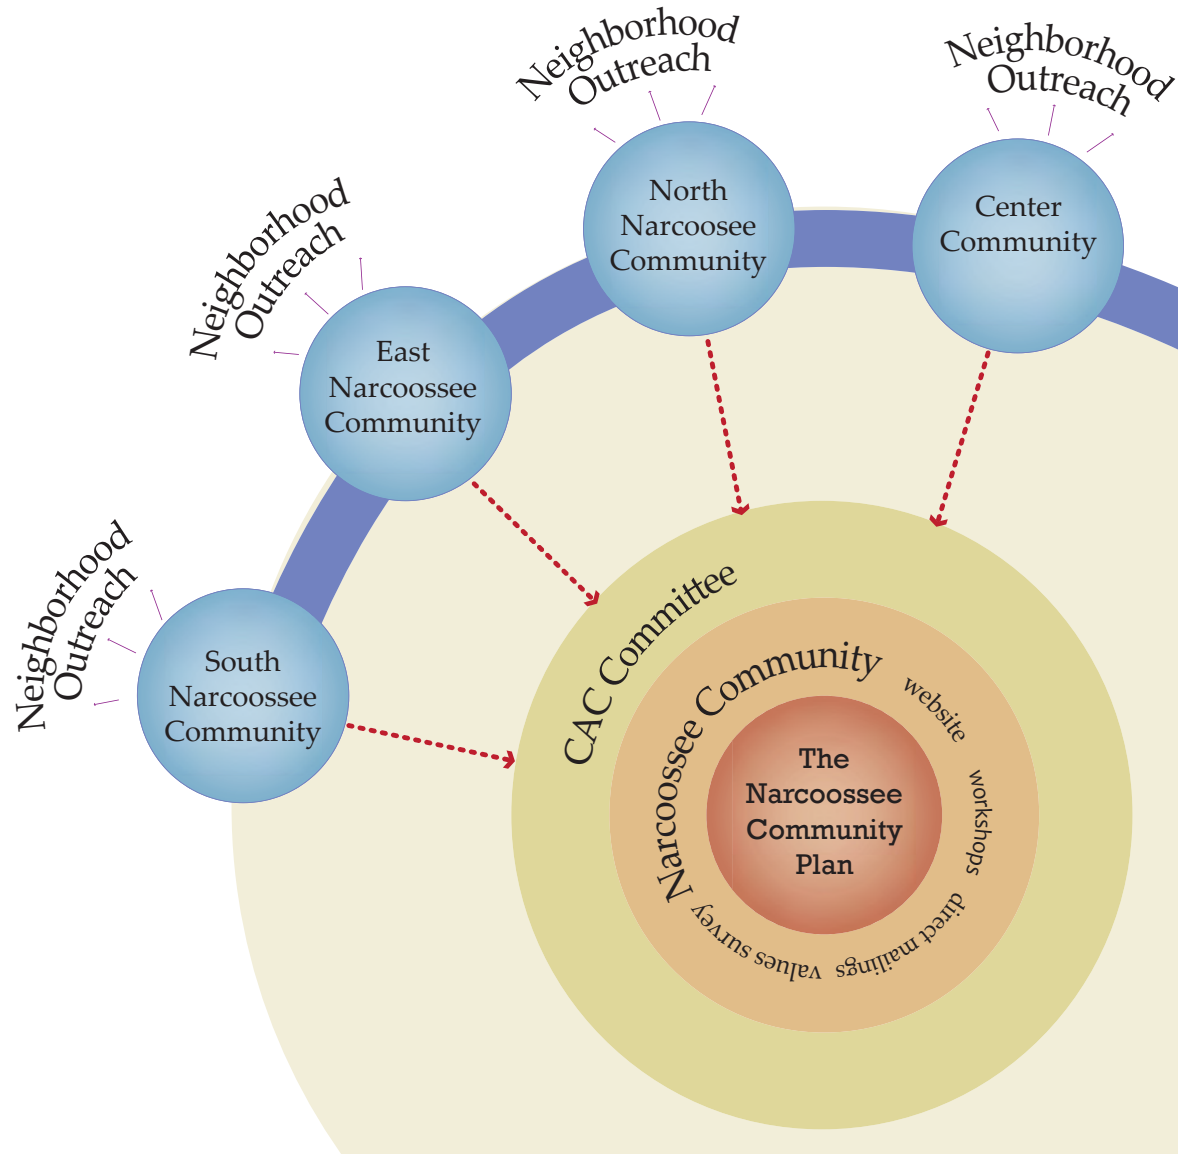 Neighborhood
Outreach
North
Narcoosee
Community
Neighborhood
Outreach
Center
Community
Neighborhood
Outreach
East
Narcoossee
Community
Neighborhood
Outreach
South
Narcoossee
Community
CAC Committee
Narcoossee Community
website
workshops
direct mailings
values survey
The
Narcoossee
Community
Plan